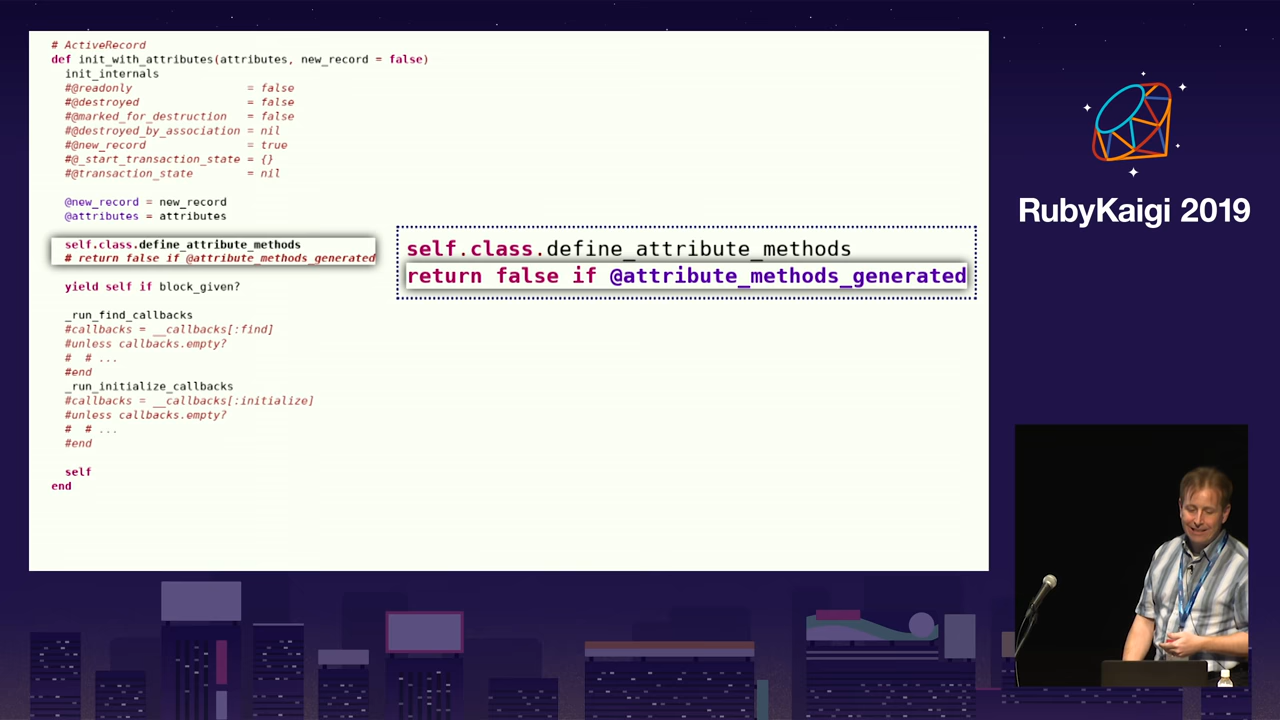 # ActiveRecord
def init_with_attributes(attributes, new_record = false)
init_internals
#@readonly = false
#@destroyed = false
#@marked_for_destruction = false
#@destroyed_by_association = nil
#@new_record = true
#@_start_transaction_state = {}
#@transaction_state = nil
@new_record = new_record
@attributes = attributes
self.class.define_attribute_methods
# return false if @attribute_methods_generated
yield self if block_given?
_run_find_callbacks
#callbacks = __callbacks[:find]
#unless callbacks.empty?
# # ...
#end
_run_initialize_callbacks
#callbacks = __callbacks[:initialize]
#unless callbacks.empty?
# # ...
#end
self
end
self.class.define_attribute_methods
return false if @attribute_methods_generated
RubyKaigi 2019